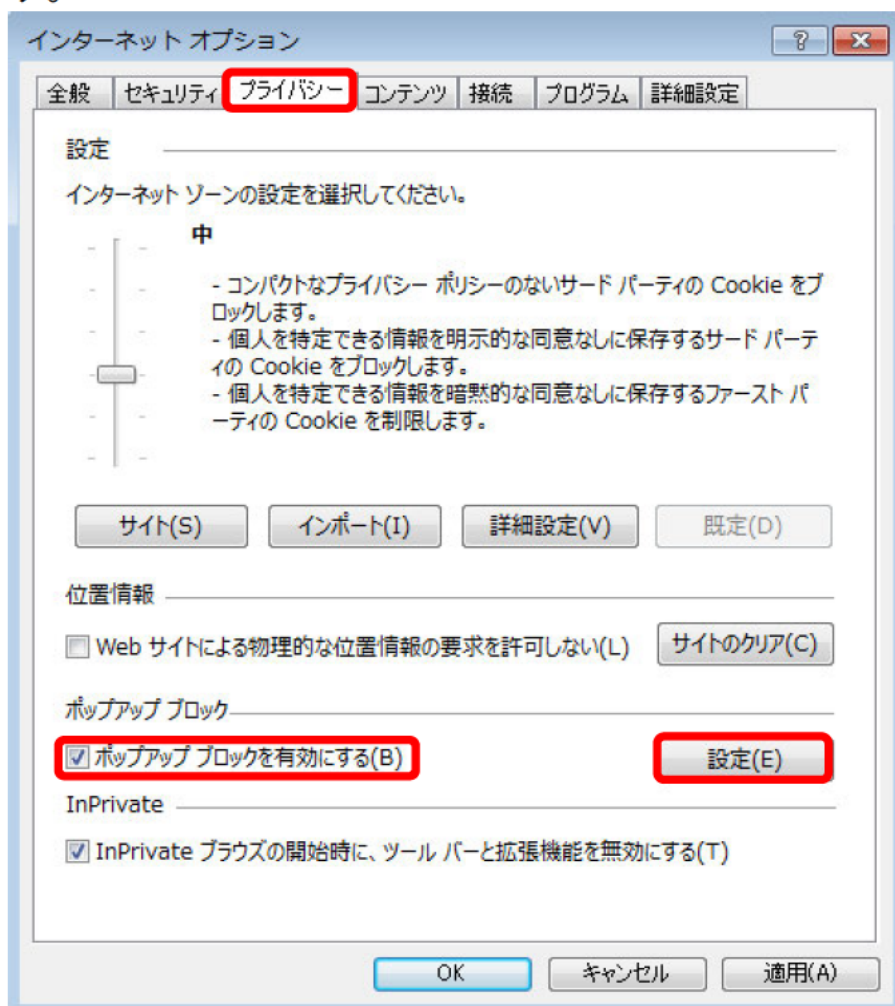 インターネット オプション
全般 セキュリティ プライバシー コンテンツ 接続 プログラム 詳細設定
設定
インターネット ゾーンの設定を選択してください。
中
- コンパクトなプライバシー ポリシーのないサード パーティの Cookie をブ
ロックします。
- 個人を特定できる情報を明示的な同意なしに保存するサード パーテ
ィの Cookie をブロックします。
- 個人を特定できる情報を暗黙的な同意なしに保存するファースト パ
ーティの Cookie を制限します。
サイト(S) インポート(I) 詳細設定(V) 既定(D)
位置情報
Web サイトによる物理的な位置情報の要求を許可しない(L) サイトのクリア(C)
ポップアップ ブロック
ポップアップ ブロックを有効にする(B) 設定(E)
InPrivate
InPrivate ブラウズの開始時に、ツール バーと拡張機能を無効にする(T)
OK キャンセル 適用(A)